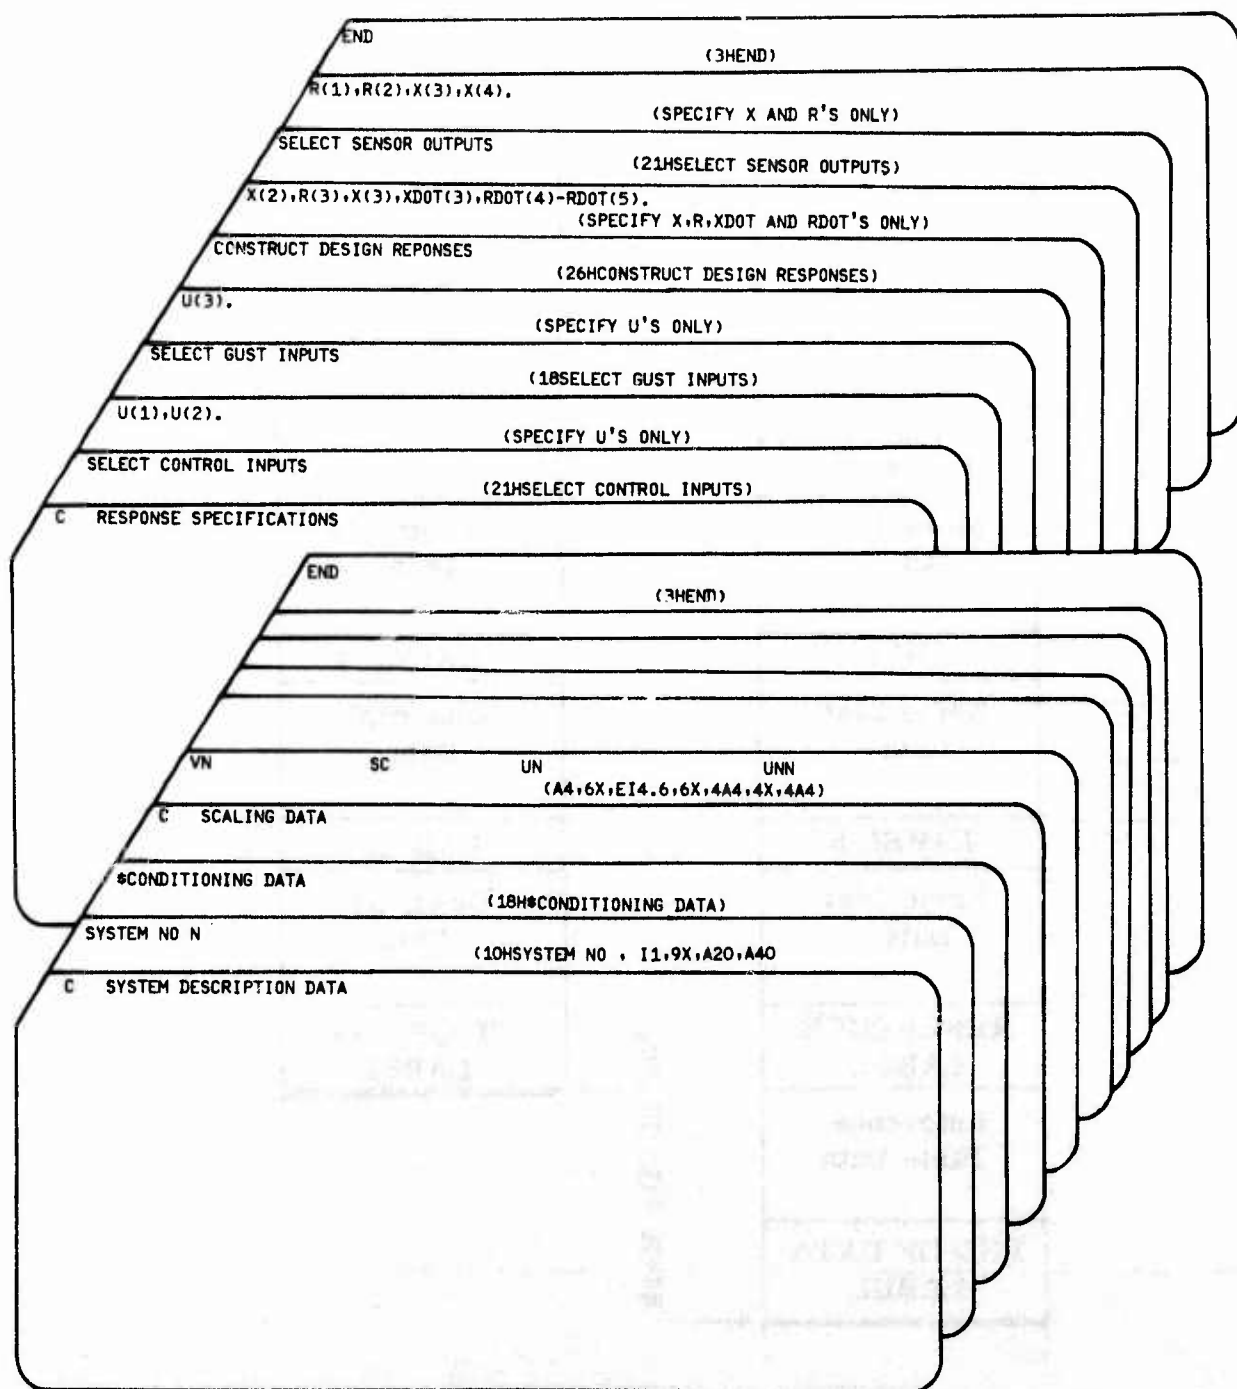 END
(3HEND)
R(1),R(2),X(3),X(4).
(SPECIFY X AND R'S ONLY)
SELECT SENSOR OUTPUTS
(21HSELECT SENSOR OUTPUTS)
X(2),R(3),X(3),XDOT(3),RDOT(4)-RDOT(5).
(SPECIFY X,R,XDOT AND RDOT'S ONLY)
CONSTRUCT DESIGN REPONSES
(26HCONSTRUCT DESIGN RESPONSES)
U(3).
(SPECIFY U'S ONLY)
SELECT GUST INPUTS
(18SELECT GUST INPUTS)
U(1),U(2).
(SPECIFY U'S ONLY)
SELECT CONTROL INPUTS
(21HSELECT CONTROL INPUTS)
C RESPONSE SPECIFICATIONS
END
(3HEND)
VN SC UN UNN
(A4,6X,EI4.6,6X,4A4,4X,4A4)
C SCALING DATA
$CONDITIONING DATA
(18H$CONDITIONING DATA)
SYSTEM NO N
(10HSYSTEM NO , I1,9X,A20,A40
C SYSTEM DESCRIPTION DATA